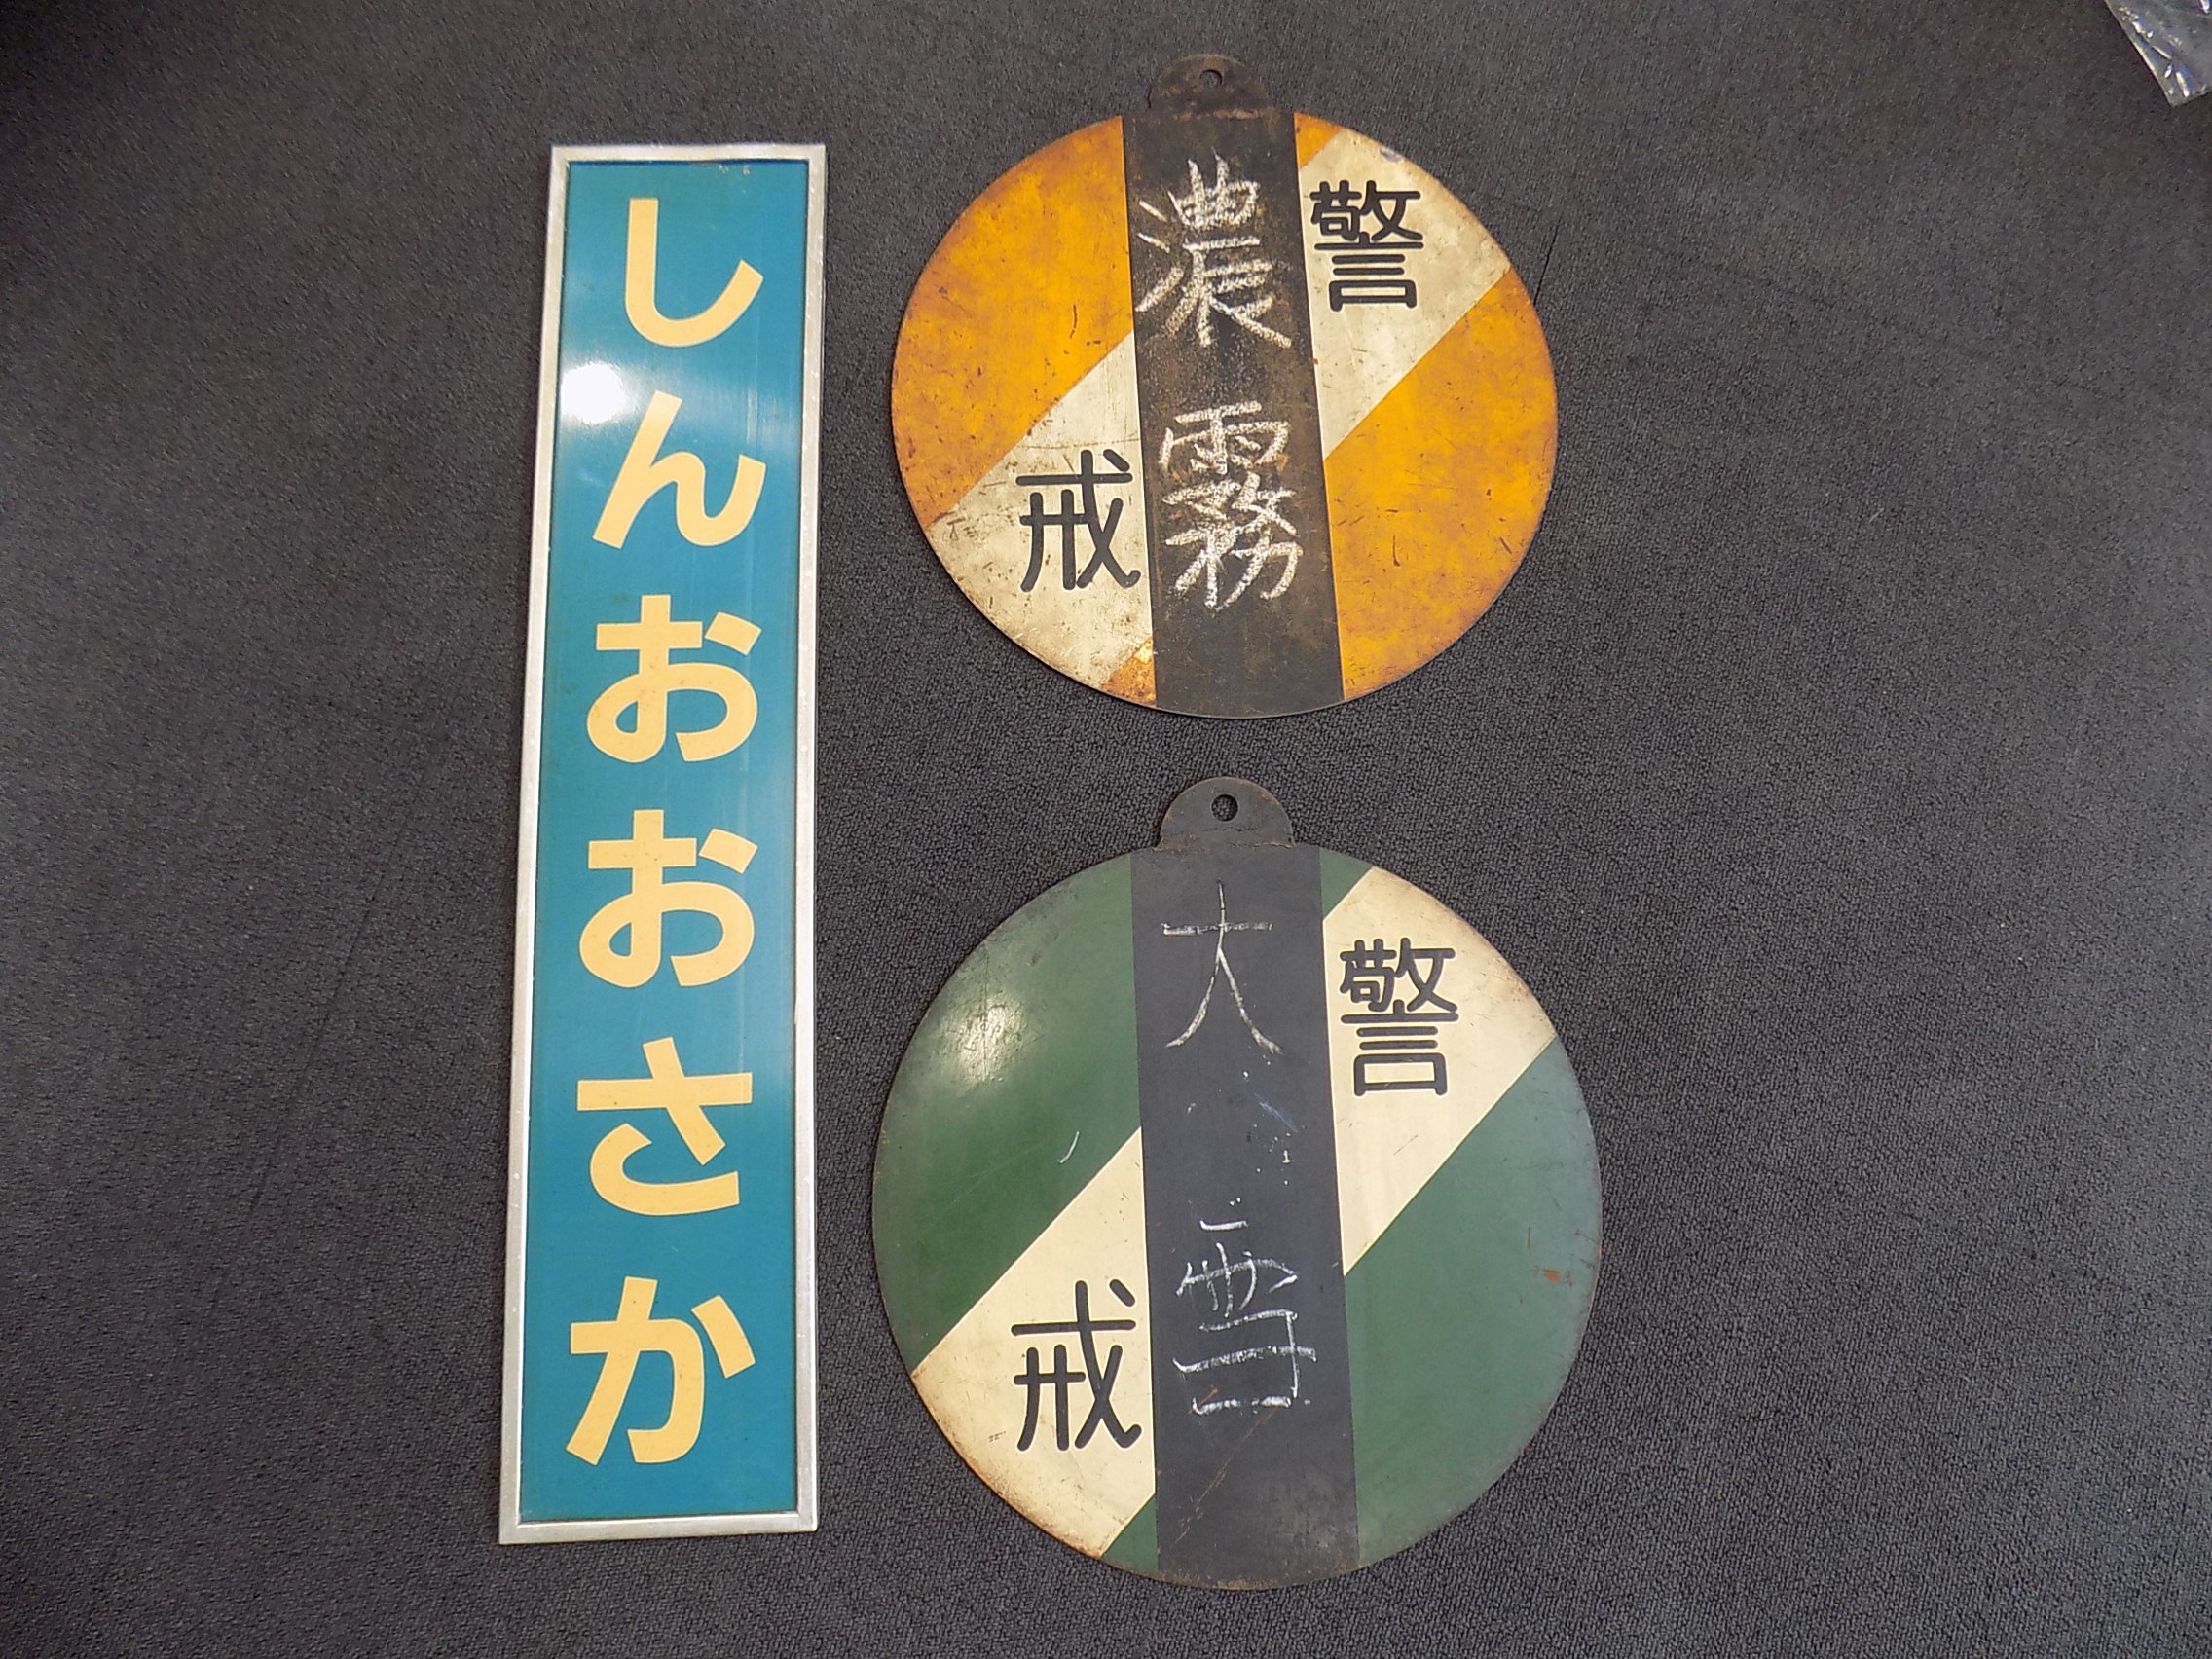 しんおおさか
濃霧
警戒
大雪
警戒